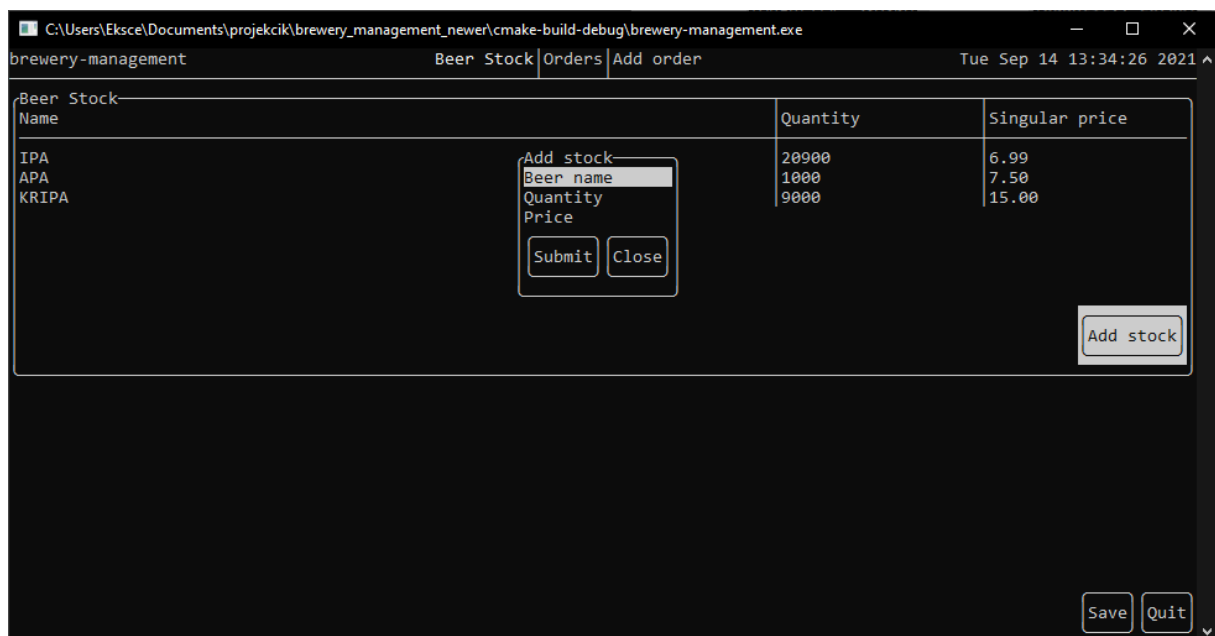 C:\Users\Eksce\Documents\projekcik\brewery_management_newer\cmake-build-debug\brewery-management.exe
brewery-management Beer Stock Orders Add order Tue Sep 14 13:34:26 2021
Beer Stock
Name Quantity Singular price
IPA 20900 6.99
APA 1000 7.50
KRIPA 9000 15.00
Add stock
Beer name
Quantity
Price
Submit Close
Add stock
Save Quit